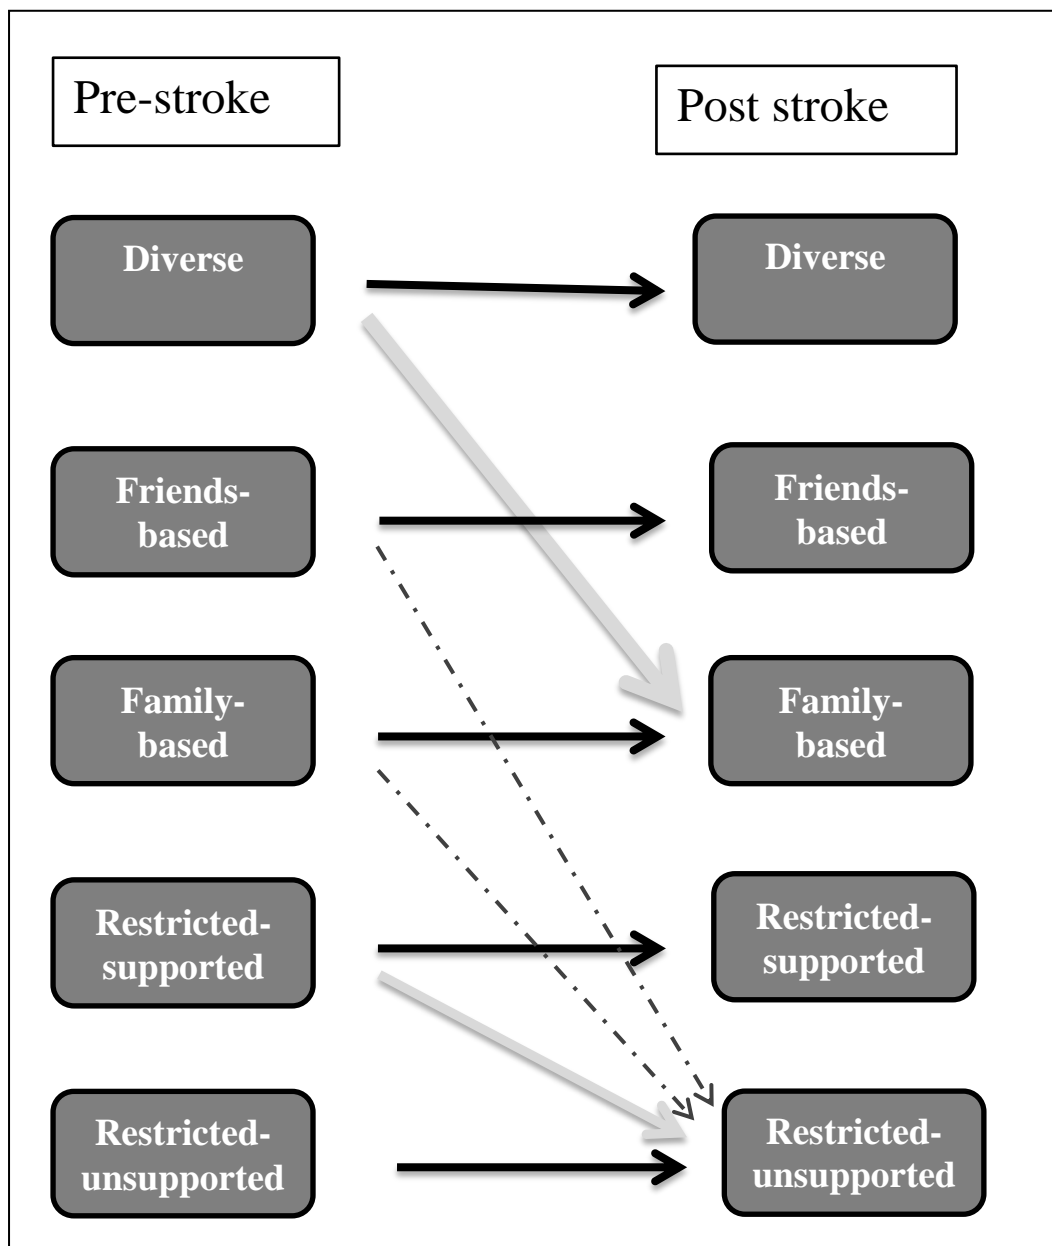 Pre-stroke
Post stroke
Diverse
Diverse
Friends-
based
Friends-
based
Family-
based
Family-
based
Restricted-
supported
Restricted-
supported
Restricted-
unsupported
Restricted-
unsupported